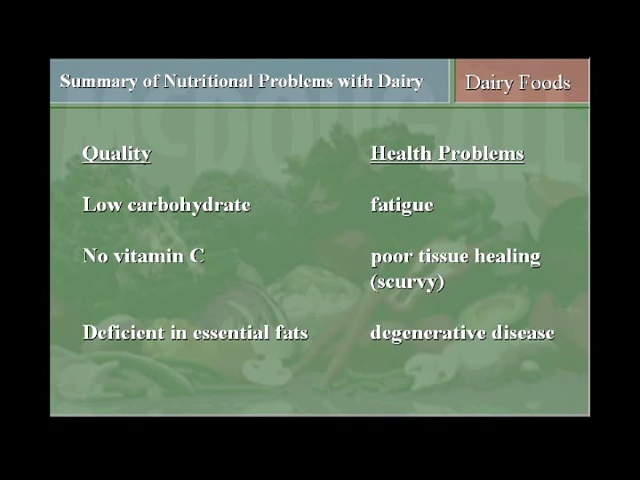 Summary of Nutritional Problems with Dairy
Dairy Foods
McDOUGALL
Quality Health Problems
Low carbohydrate fatigue
No vitamin C poor tissue healing
(scurvy)
Deficient in essential fats degenerative disease